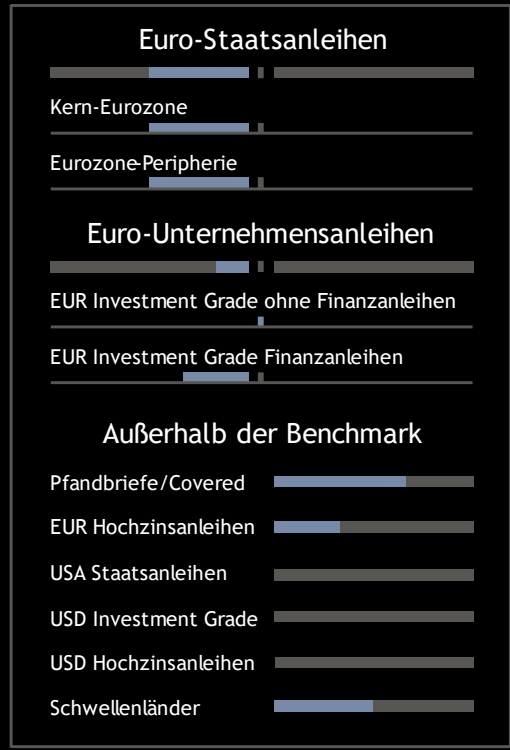 Euro-Staatsanleihen
Kern-Eurozone
Eurozone-Peripherie
Euro-Unternehmensanleihen
EUR Investment Grade ohne Finanzanleihen
EUR Investment Grade Finanzanleihen
Außerhalb der Benchmark
Pfandbriefe/Covered
EUR Hochzinsanleihen
USA Staatsanleihen
USD Investment Grade
USD Hochzinsanleihen
Schwellenländer